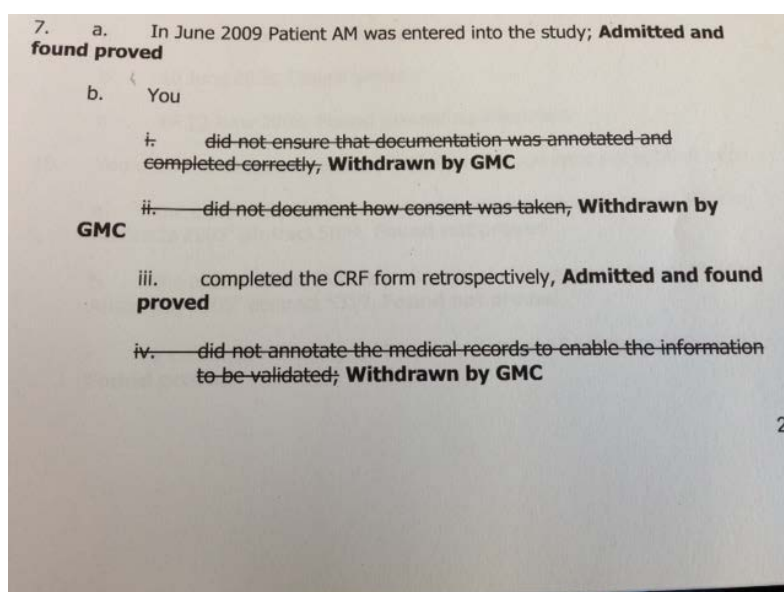 7. a. In June 2009 Patient AM was entered into the study; Admitted and
found proved
b. You
i. did not ensure that documentation was annotated and
completed correctly, Withdrawn by GMC
ii. did not document how consent was taken, Withdrawn by
GMC
iii. completed the CRF form retrospectively, Admitted and found
proved
iv. did not annotate the medical records to enable the information
to be validated; Withdrawn by GMC
2